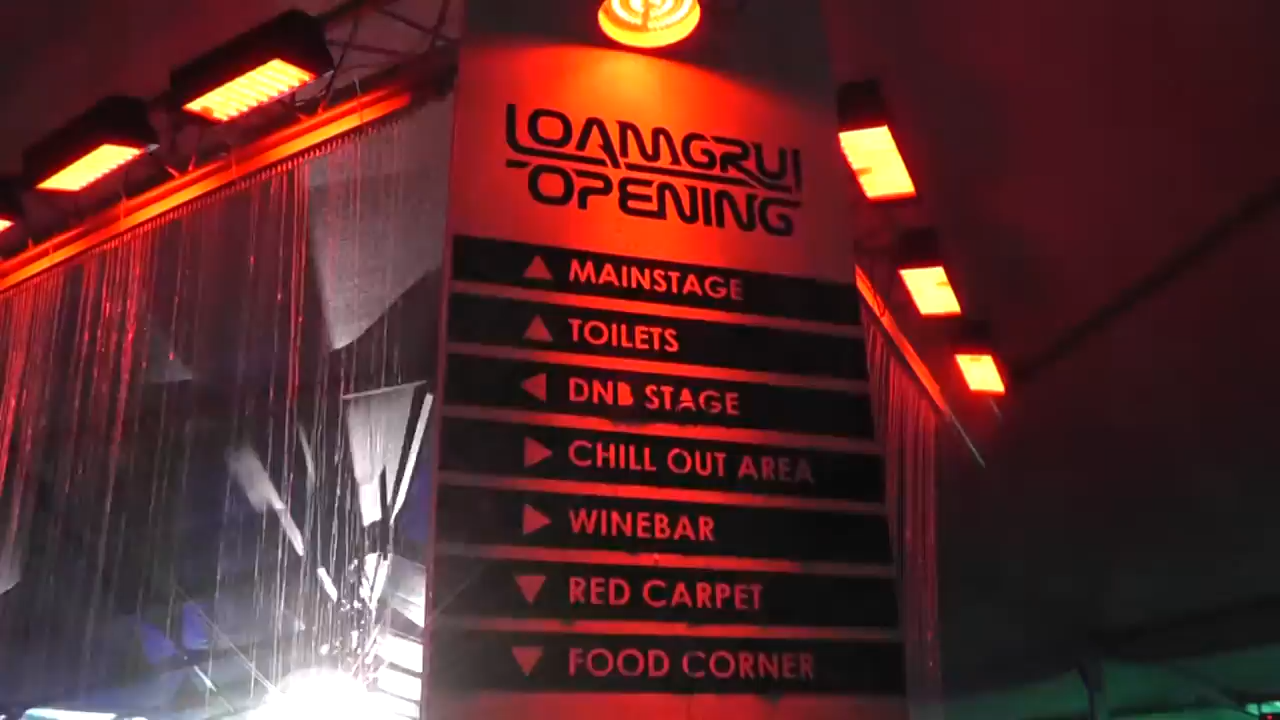 LOAMGRUI
OPENING
▲ MAINSTAGE
▲ TOILETS
◀ DNB STAGE
▶ CHILL OUT AREA
▶ WINEBAR
▼ RED CARPET
▼ FOOD CORNER